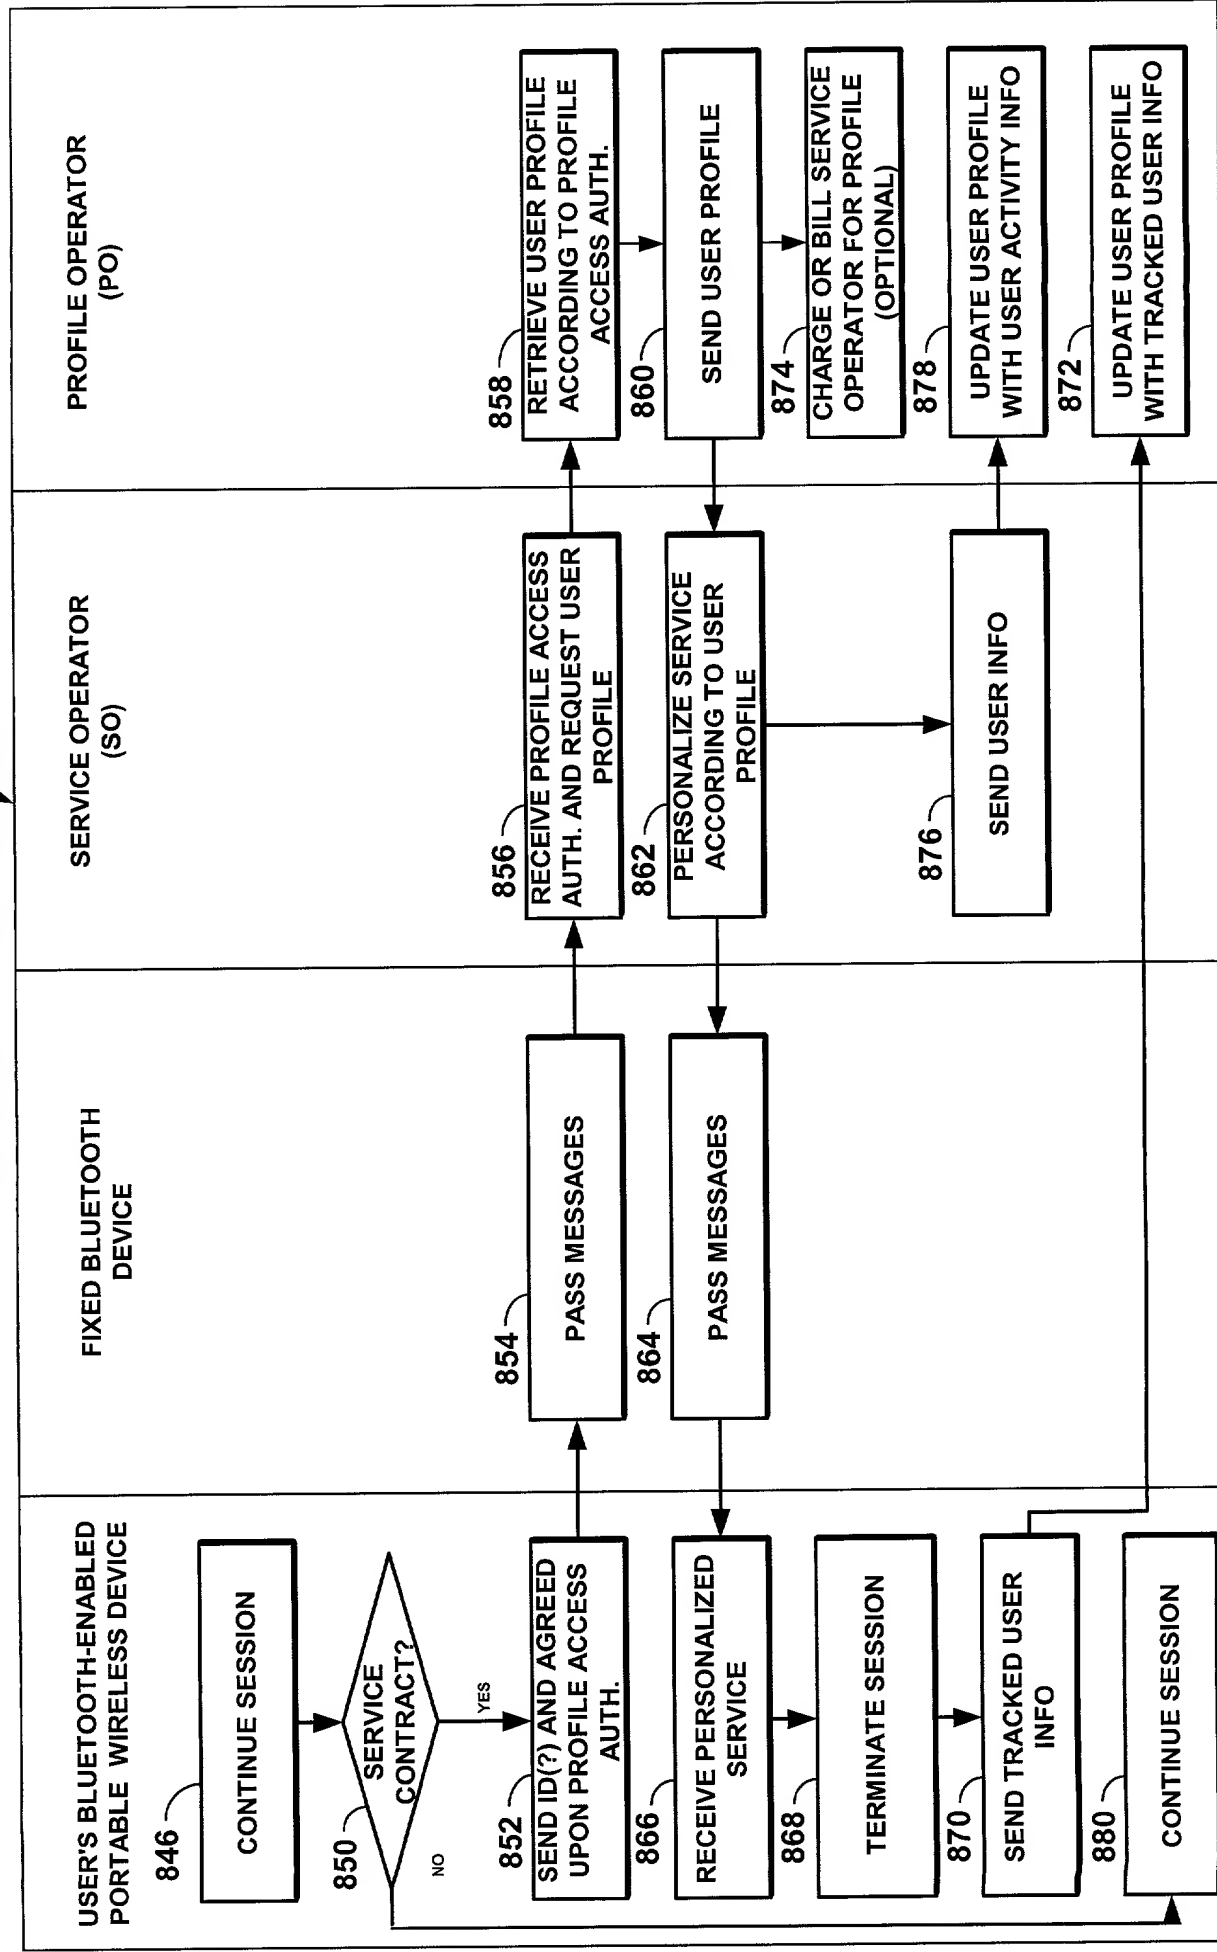 USER'S BLUETOOTH-ENABLED
PORTABLE WIRELESS DEVICE
FIXED BLUETOOTH
DEVICE
SERVICE OPERATOR
(SO)
PROFILE OPERATOR
(PO)
846
CONTINUE SESSION
850
SERVICE
CONTRACT?
NO
YES
852
SEND ID(?) AND AGREED
UPON PROFILE ACCESS
AUTH.
854
PASS MESSAGES
856
RECEIVE PROFILE ACCESS
AUTH. AND REQUEST USER
PROFILE
858
RETRIEVE USER PROFILE
ACCORDING TO PROFILE
ACCESS AUTH.
866
RECEIVE PERSONALIZED
SERVICE
864
PASS MESSAGES
862
PERSONALIZE SERVICE
ACCORDING TO USER
PROFILE
860
SEND USER PROFILE
868
TERMINATE SESSION
874
CHARGE OR BILL SERVICE
OPERATOR FOR PROFILE
(OPTIONAL)
870
SEND TRACKED USER
INFO
876
SEND USER INFO
878
UPDATE USER PROFILE
WITH USER ACTIVITY INFO
880
CONTINUE SESSION
872
UPDATE USER PROFILE
WITH TRACKED USER INFO